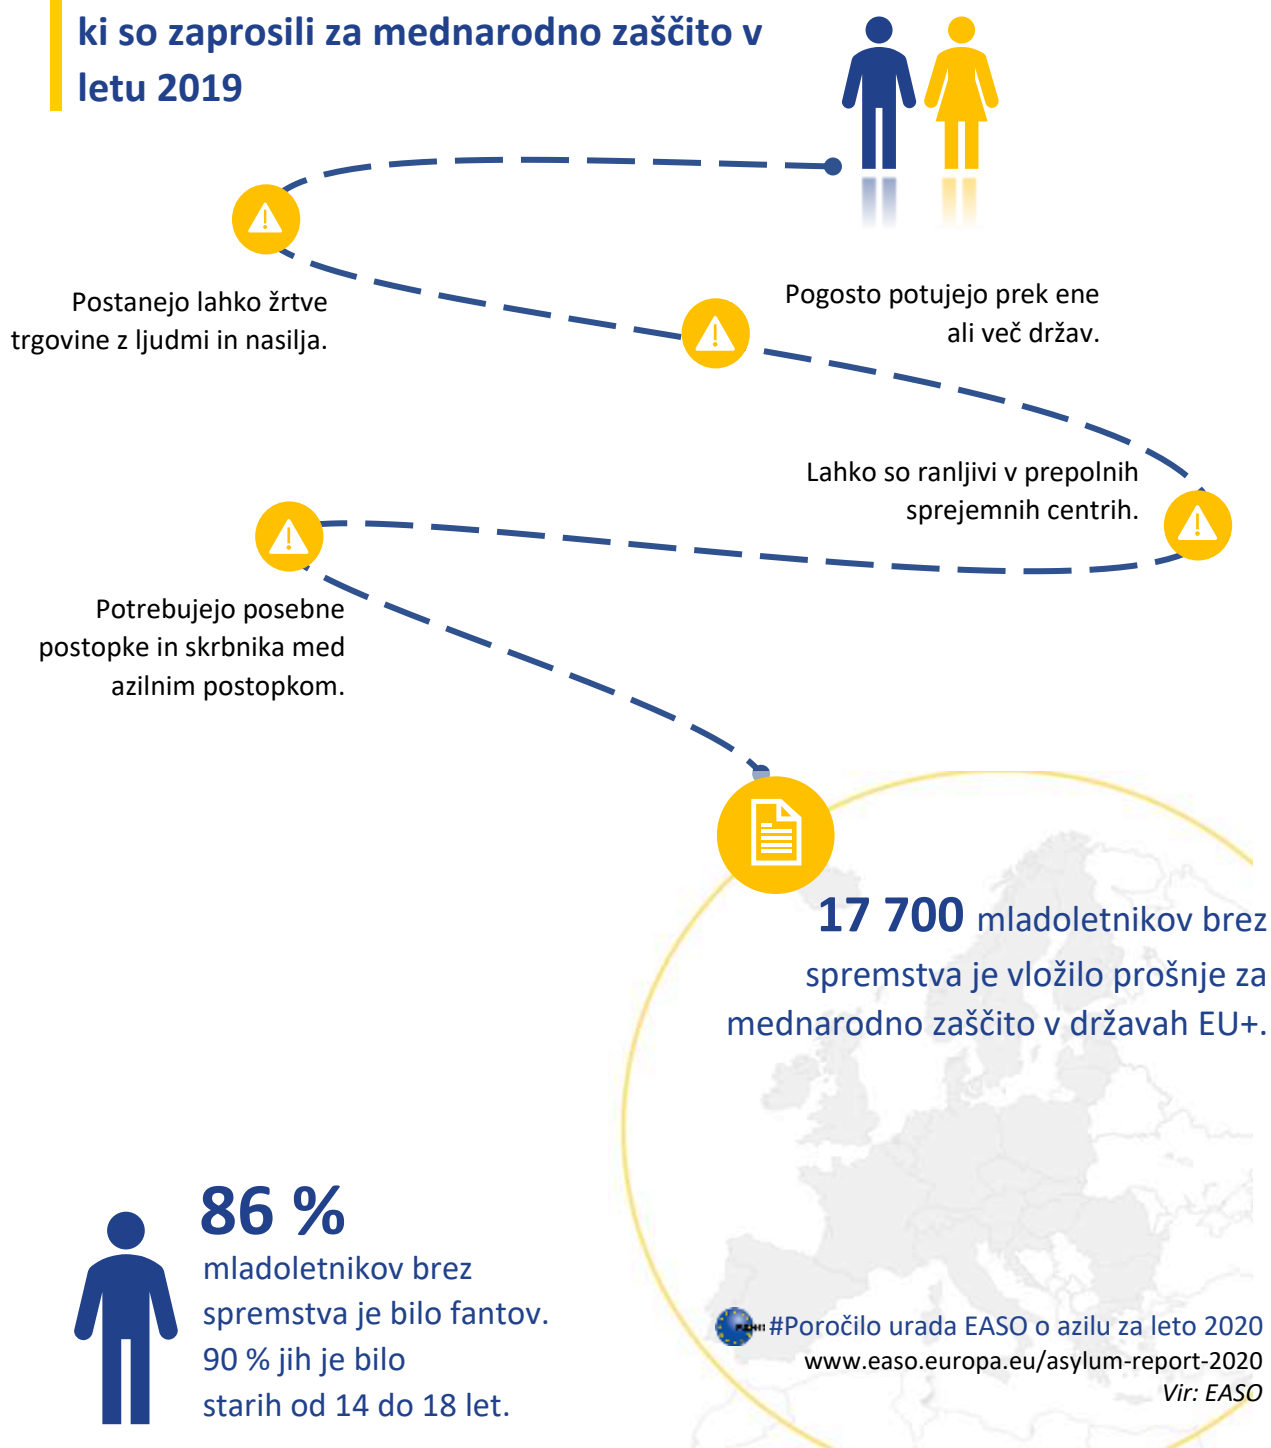 ki so zaprosili za mednarodno zaščito v
letu 2019
Postanejo lahko žrtve
trgovine z ljudmi in nasilja.
Pogosto potujejo prek ene
ali več držav.
Lahko so ranljivi v prepolnih
sprejemnih centrih.
Potrebujejo posebne
postopke in skrbnika med
azilnim postopkom.
17 700 mladoletnikov brez
spremstva je vložilo prošnje za
mednarodno zaščito v državah EU+.
86 %
mladoletnikov brez
spremstva je bilo fantov.
90 % jih je bilo
starih od 14 do 18 let.
#Poročilo urada EASO o azilu za leto 2020
www.easo.europa.eu/asylum-report-2020
Vir: EASO